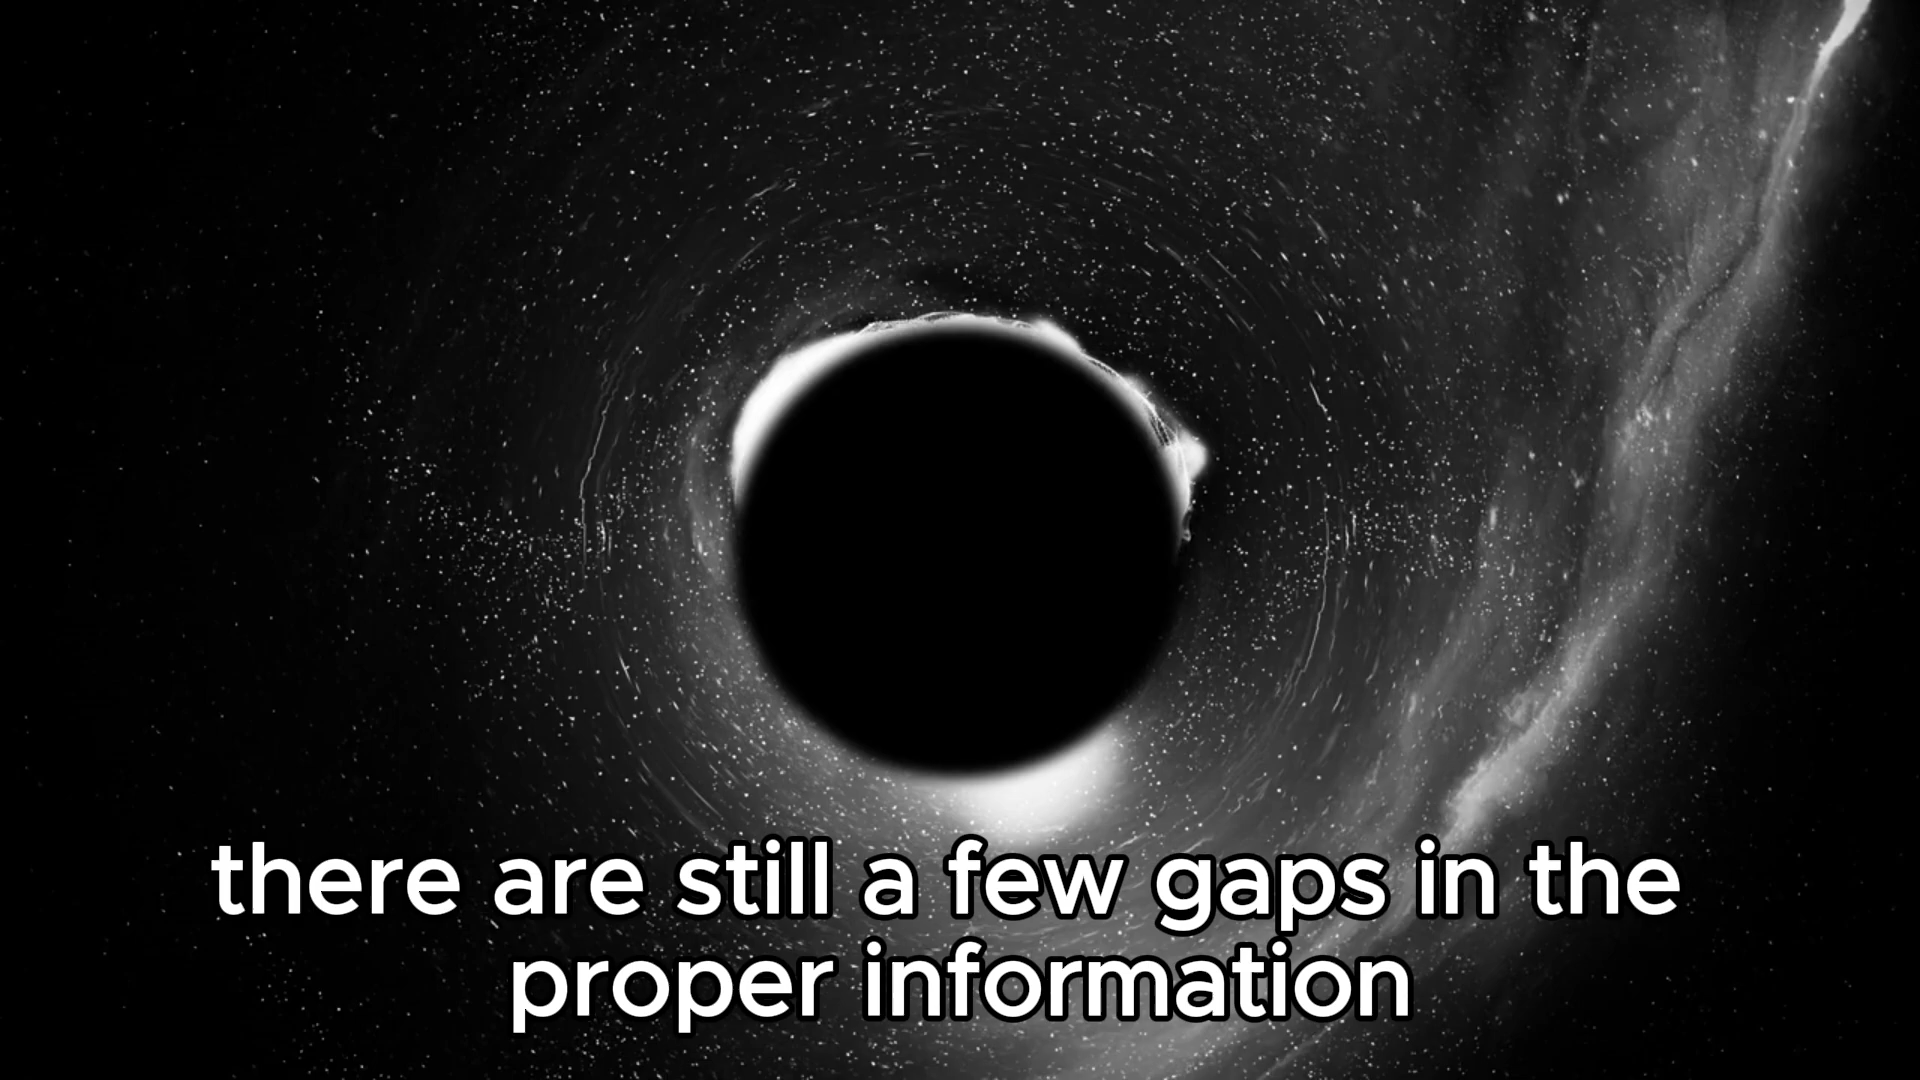 there are still a few gaps in the
proper information